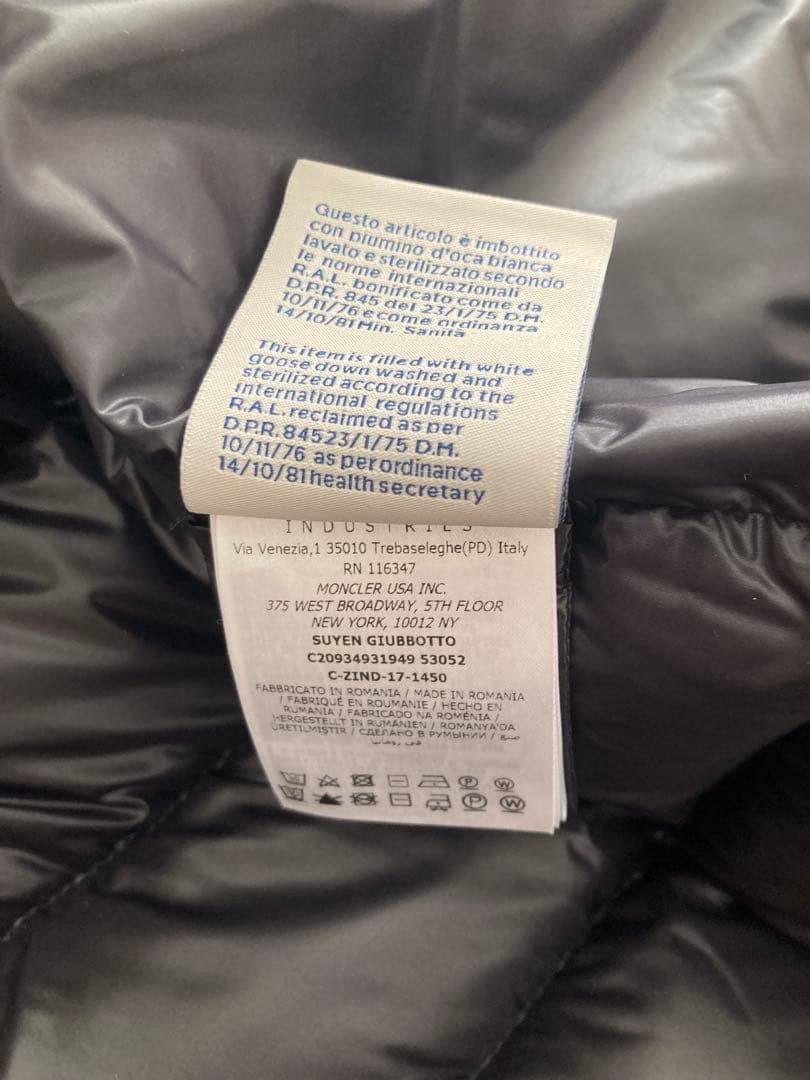 Questo articolo è imbottito
con piumino d'oca bianca
lavato e sterilizzato secondo
le norme internazionali
R.A.L. bonificato come da
D.P.R. 845 del 23/1/75 D.M.
10/11/76 e come ordinanza
14/10/81 Min. Sanità
This item is filled with white
goose down washed and
sterilized according to the
international regulations
R.A.L. reclaimed as per
D.P.R. 84523/1/75 D.M.
10/11/76 as per ordinance
14/10/81 health secretary
INDUSTRIES
Via Venezia,1 35010 Trebaseleghe(PD) Italy
RN 116347
MONCLER USA INC.
375 WEST BROADWAY, 5TH FLOOR
NEW YORK, 10012 NY
SUYEN GIUBBOTTO
C20934931949 53052
C-ZIND-17-1450
FABBRICATO IN ROMANIA / MADE IN ROMANIA
/ FABRIQUÉ EN ROUMANIE / HECHO EN
RUMANIA / FABRICADO NA ROMÉNIA /
HERGESTELLT IN RUMÄNIEN / ROMANYA'DA
ÜRETILMISTIR / СДЕЛАНО В РУМЫНИИ / صنع
في رومانيا
P W
P W